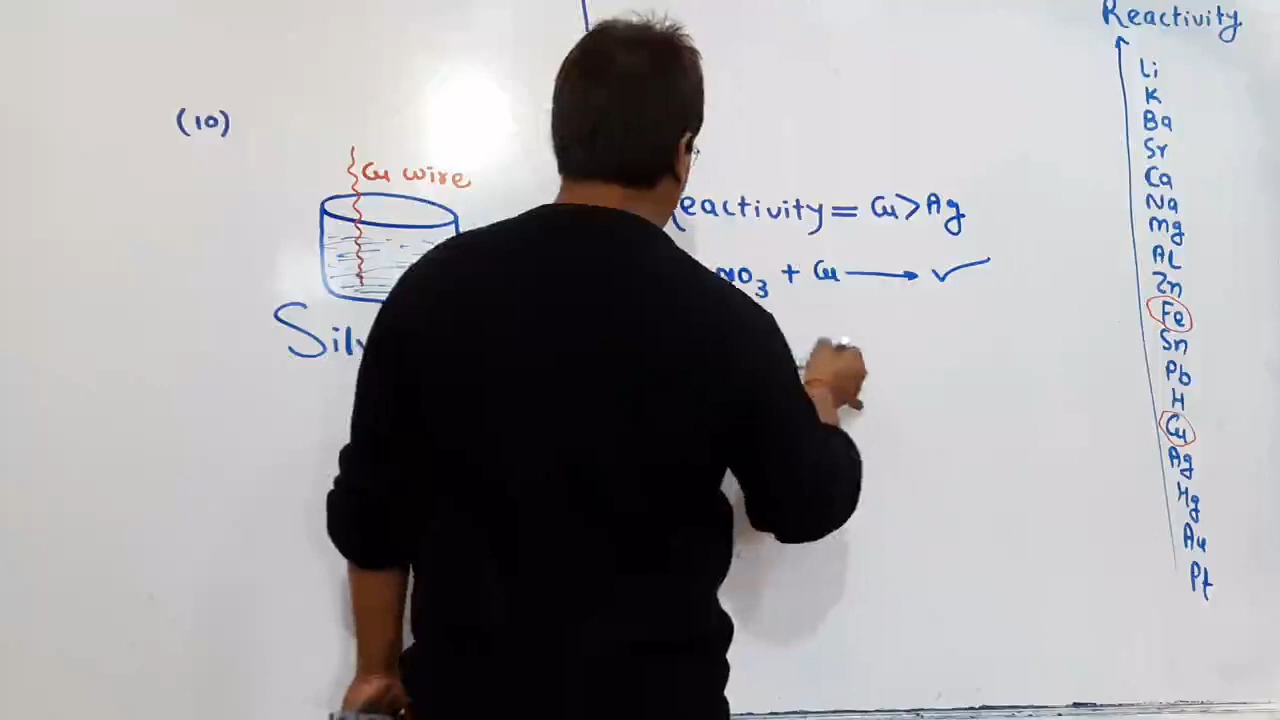 Reactivity
Li
K
Ba
Sr
Ca
Na
Mg
AL
Zn
Fe
Sn
Pb
H
Cu
Ag
Hg
Au
Pt
(10)
Cu wire
Reactivity = Cu > Ag
NO3 + Cu → ✓
Sil